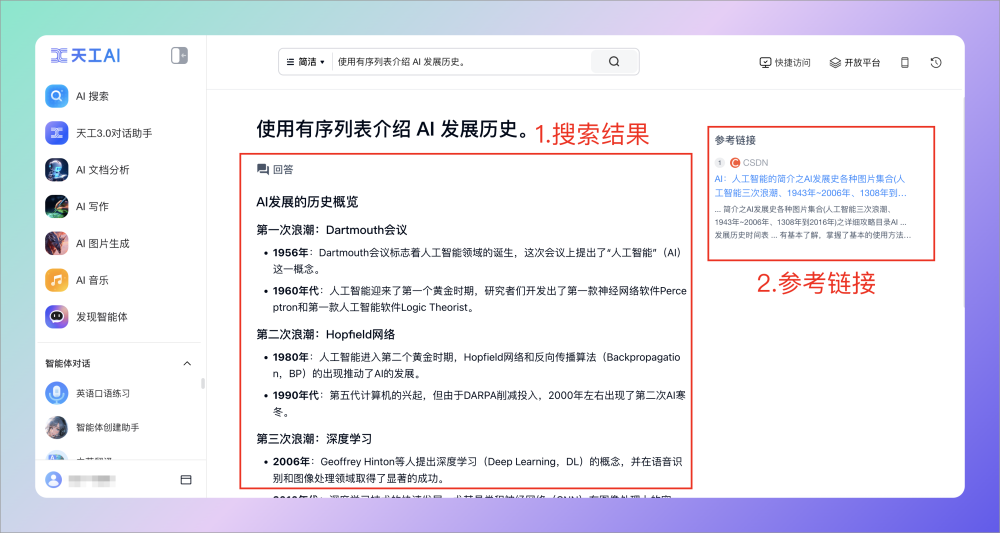 天工AI
简洁
使用有序列表介绍 AI 发展历史。
快捷访问
开放平台
AI 搜索
天工3.0对话助手
AI 文档分析
AI 写作
AI 图片生成
AI 音乐
发现智能体
智能体对话
英语口语练习
智能体创建助手
使用有序列表介绍 AI 发展历史。
1.搜索结果
回答
AI发展的历史概览
第一次浪潮：Dartmouth会议
• 1956年：Dartmouth会议标志着人工智能领域的诞生，这次会议上提出了“人工智能”（AI）
这一概念。
• 1960年代：人工智能迎来了第一个黄金时期，研究者们开发出了第一款神经网络软件Perce
ptron和第一款人工智能软件Logic Theorist。
第二次浪潮：Hopfield网络
• 1980年：人工智能进入第二个黄金时期，Hopfield网络和反向传播算法（Backpropagatio
n，BP）的出现推动了AI的发展。
• 1990年代：第五代计算机的兴起，但由于DARPA削减投入，2000年左右出现了第二次AI寒
冬。
第三次浪潮：深度学习
• 2006年：Geoffrey Hinton等人提出深度学习（Deep Learning，DL）的概念，并在语音识
别和图像处理领域取得了显著的成功。
参考链接
1 CSDN
AI：人工智能的简介之AI发展史各种图片集合(人
工智能三次浪潮、1943年~2006年、1308年到...
... 简介之AI发展史各种图片集合(人工智能三次浪潮、
1943年~2006年、1308年到2016年)之详细攻略目录AI ...
发展历史时间表 ... 有基本了解，掌握了基本的使用方法...
2.参考链接